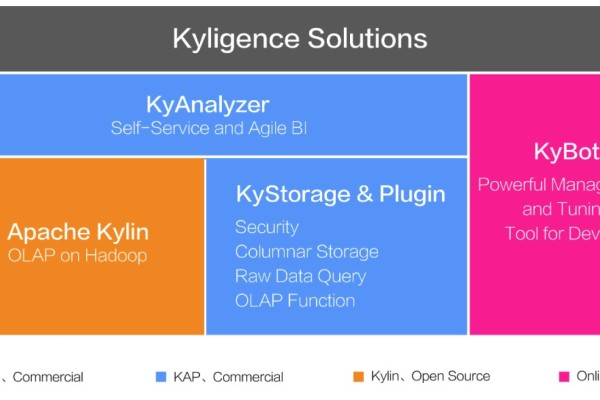 Kyligence Solutions
KyAnalyzer
Self-Service and Agile BI
KyBot
Powerful Manag
and Tunin
Tool for Dev
Apache Kylin
OLAP on Hadoop
KyStorage & Plugin
Security
Columnar Storage
Raw Data Query
OLAP Function
、Commercial
KAP、Commercial
Kylin、Open Source
Onli